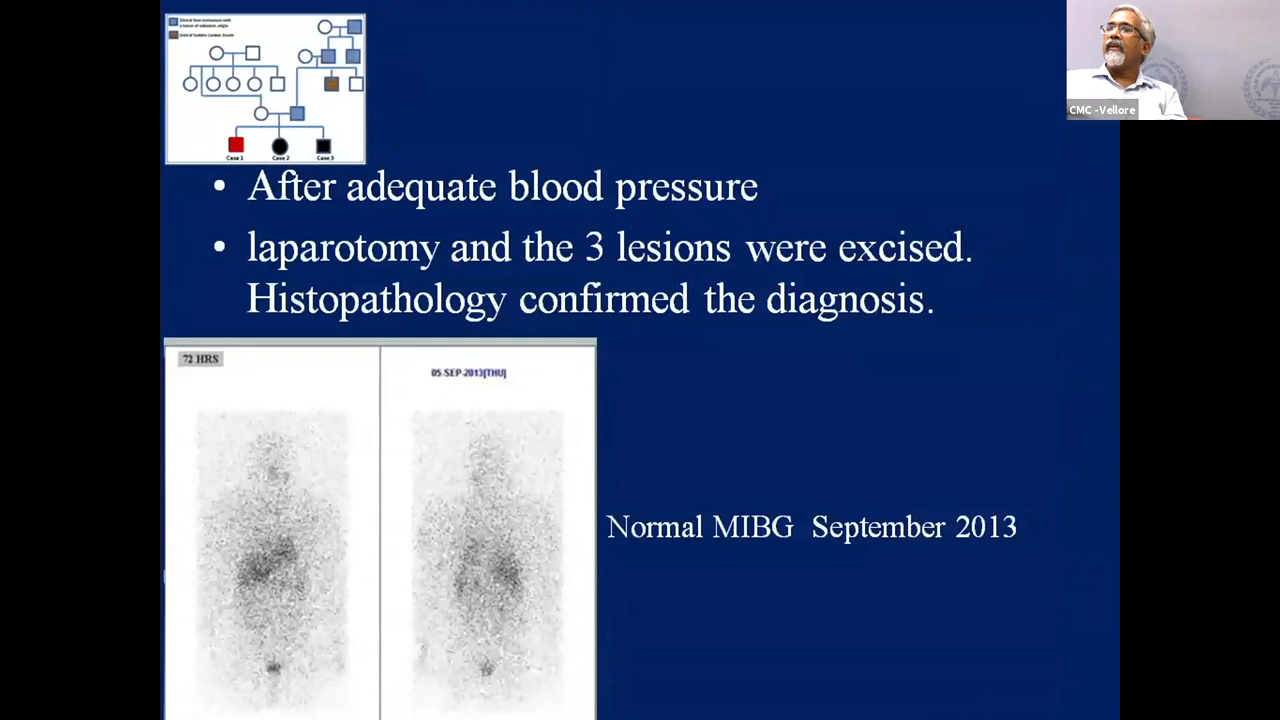 Case 1 Case 2 Case 3
• After adequate blood pressure
• laparotomy and the 3 lesions were excised.
Histopathology confirmed the diagnosis.
72 HRS
05-SEP-2013[THU]
Normal MIBG September 2013
CMC -Vellore